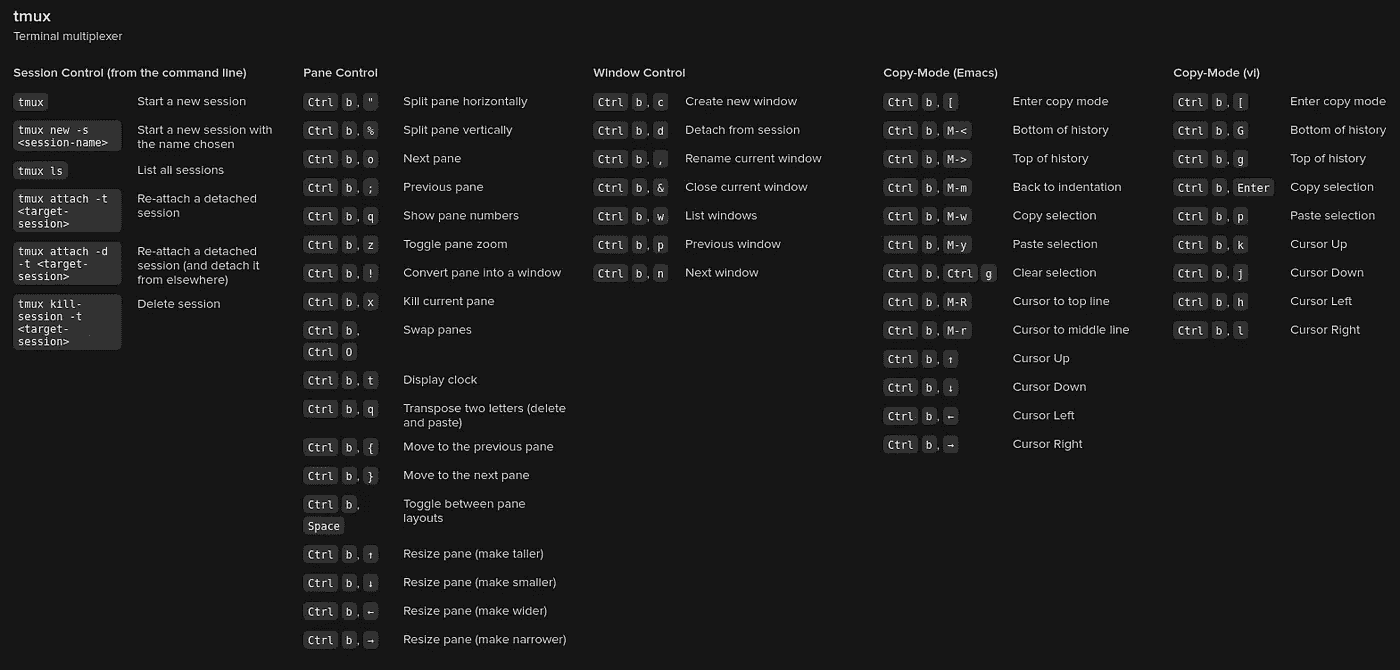 tmux
Terminal multiplexer
Session Control (from the command line)
tmux Start a new session
tmux new -s Start a new session with
<session-name> the name chosen
tmux ls List all sessions
tmux attach -t Re-attach a detached
<target- session
session>
tmux attach -d Re-attach a detached
-t <target- session (and detach it
session> from elsewhere)
tmux kill- Delete session
session -t
<target-
session>
Pane Control
Ctrl b, " Split pane horizontally
Ctrl b, % Split pane vertically
Ctrl b, o Next pane
Ctrl b, ; Previous pane
Ctrl b, q Show pane numbers
Ctrl b, z Toggle pane zoom
Ctrl b, ! Convert pane into a window
Ctrl b, x Kill current pane
Ctrl b, Swap panes
Ctrl O
Ctrl b, t Display clock
Ctrl b, q Transpose two letters (delete
and paste)
Ctrl b, { Move to the previous pane
Ctrl b, } Move to the next pane
Ctrl b, Toggle between pane
Space layouts
Ctrl b, ↑ Resize pane (make taller)
Ctrl b, ↓ Resize pane (make smaller)
Ctrl b, ← Resize pane (make wider)
Ctrl b, → Resize pane (make narrower)
Window Control
Ctrl b, c Create new window
Ctrl b, d Detach from session
Ctrl b, , Rename current window
Ctrl b, & Close current window
Ctrl b, w List windows
Ctrl b, p Previous window
Ctrl b, n Next window
Copy-Mode (Emacs)
Ctrl b, [ Enter copy mode
Ctrl b, M-< Bottom of history
Ctrl b, M-> Top of history
Ctrl b, M-m Back to indentation
Ctrl b, M-w Copy selection
Ctrl b, M-y Paste selection
Ctrl b, Ctrl g Clear selection
Ctrl b, M-R Cursor to top line
Ctrl b, M-r Cursor to middle line
Ctrl b, ↑ Cursor Up
Ctrl b, ↓ Cursor Down
Ctrl b, ← Cursor Left
Ctrl b, → Cursor Right
Copy-Mode (vi)
Ctrl b, [ Enter copy mode
Ctrl b, G Bottom of history
Ctrl b, g Top of history
Ctrl b, Enter Copy selection
Ctrl b, p Paste selection
Ctrl b, k Cursor Up
Ctrl b, j Cursor Down
Ctrl b, h Cursor Left
Ctrl b, l Cursor Right